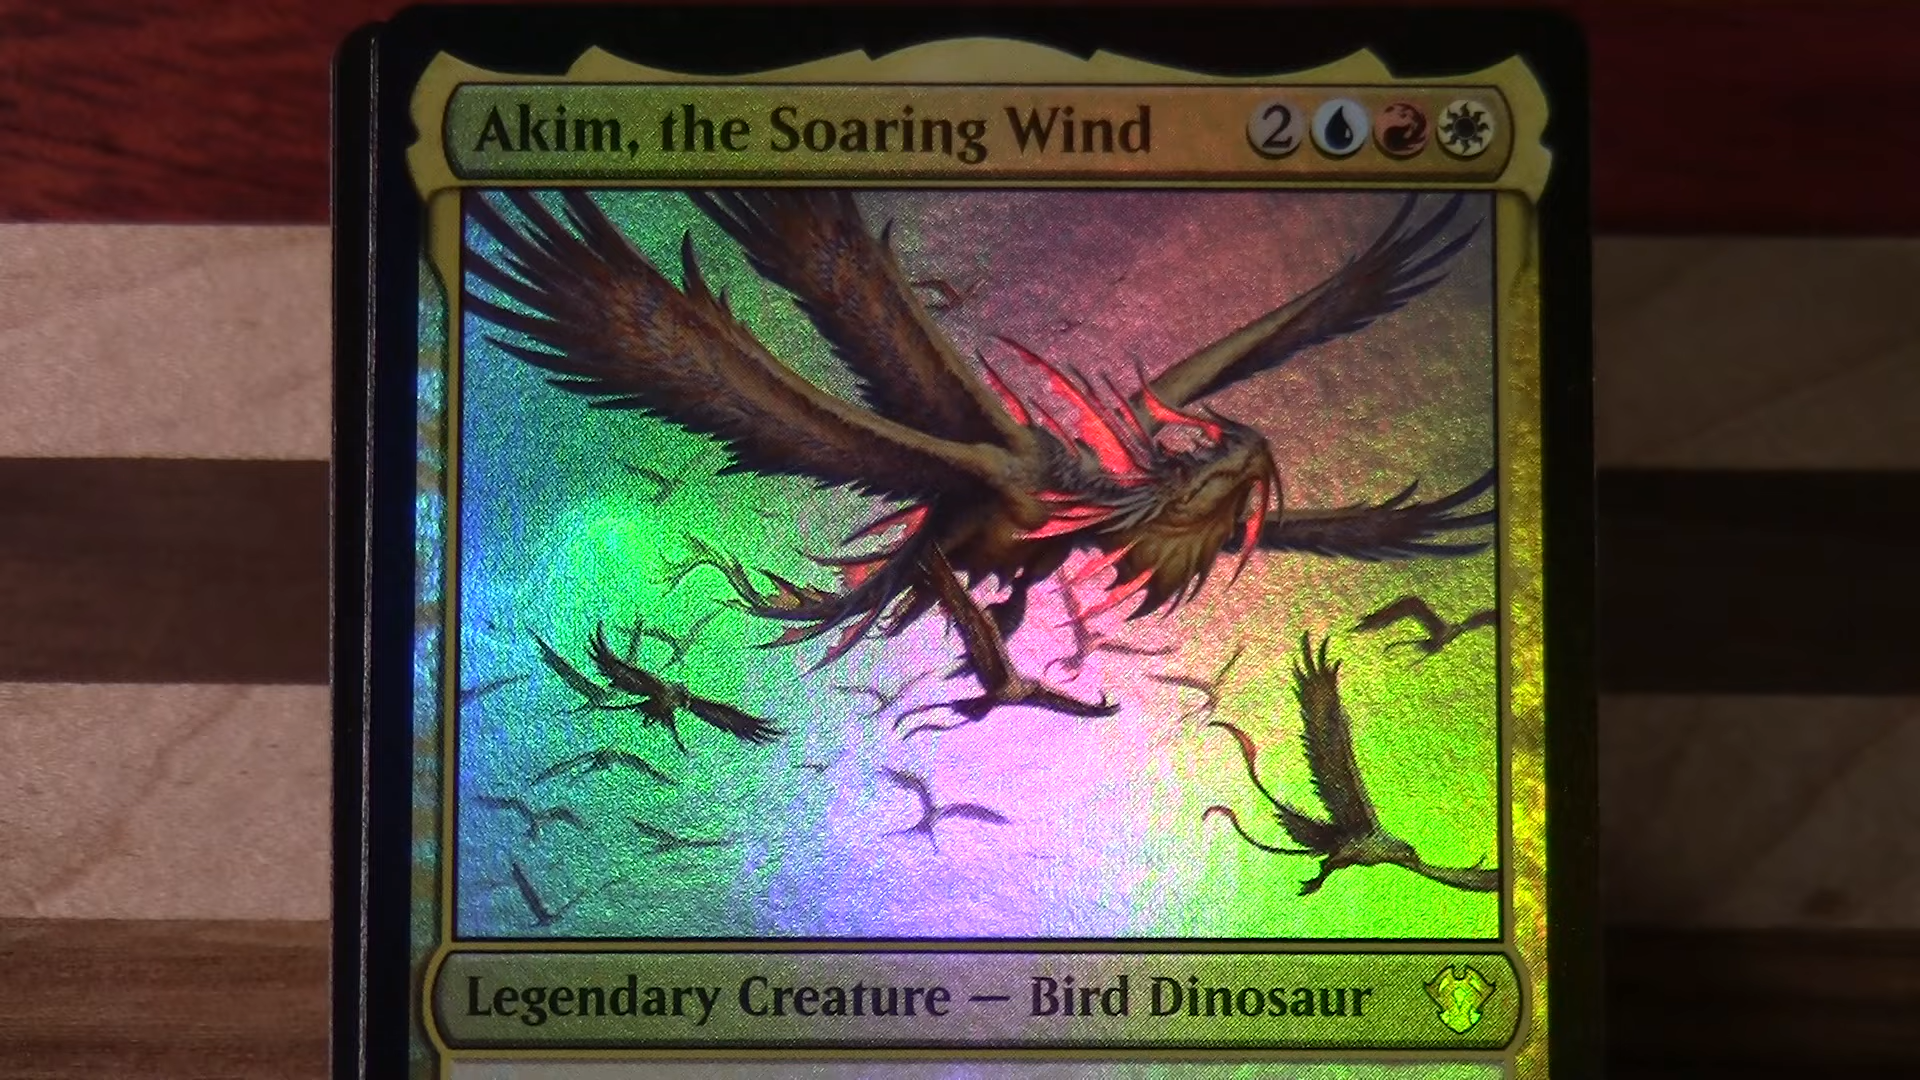 Akim, the Soaring Wind 2
Legendary Creature — Bird Dinosaur